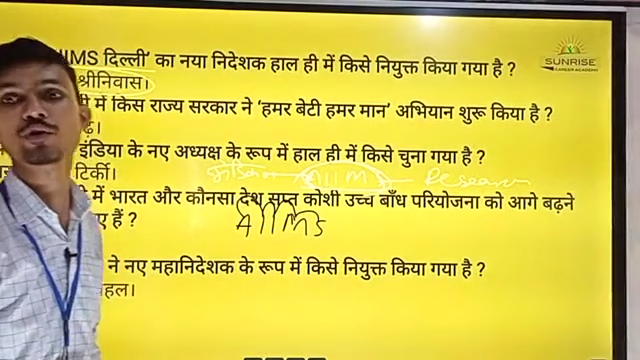 IIMS दिल्ली’ का नया निदेशक हाल ही में किसे नियुक्त किया गया है ?
श्रीनिवास।
SUNRISE
CAREER ACADEMY
में किस राज्य सरकार ने ‘हमर बेटी हमर मान’ अभियान शुरू किया है ?
इंडिया के नए अध्यक्ष के रूप में हाल ही में किसे चुना गया है ?
टिर्की।
AIIMS Research
में भारत और कौनसा देश सप्त कोशी उच्च बाँध परियोजना को आगे बढ़ने
हैं ?
AIIMS
ने नए महानिदेशक के रूप में किसे नियुक्त किया गया है ?